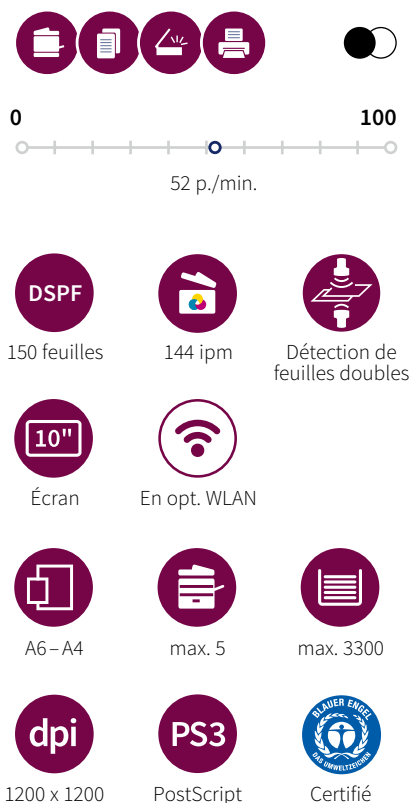 0 100
52 p./min.
DSPF
150 feuilles
144 ipm
Détection de
feuilles doubles
10"
Écran
En opt. WLAN
A6–A4
max. 5
max. 3300
dpi
1200 x 1200
PS3
PostScript
BLAUER ENGEL
DAS UMWELTZEICHEN
Certifié